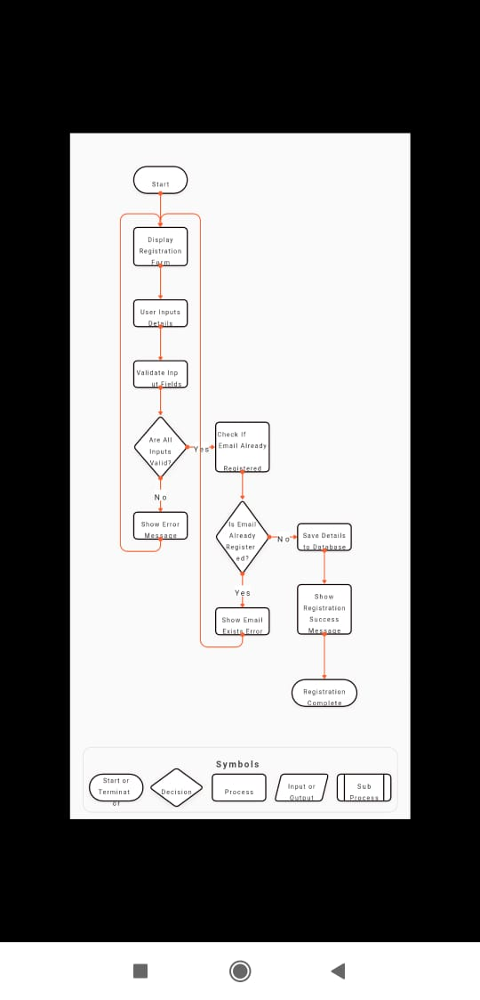 Start
Display
Registration
Form
User Inputs
Details
Validate Inp
ut Fields
Are All
Inputs
Valid?
Yes
No
Show Error
Message
Check If
Email Already
Registered
Is Email
Already
Register
ed?
No
Yes
Show Email
Exists Error
Save Details
to Database
Show
Registration
Success
Message
Registration
Complete
Symbols
Start or
Terminat
or
Decision
Process
Input or
Output
Sub
Process